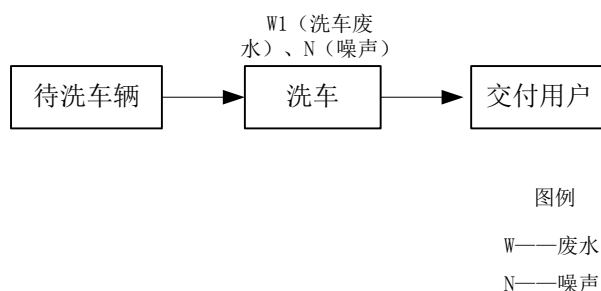 W1（洗车废
水）、N（噪声）
待洗车辆
洗车
交付用户
图例
W——废水
N——噪声